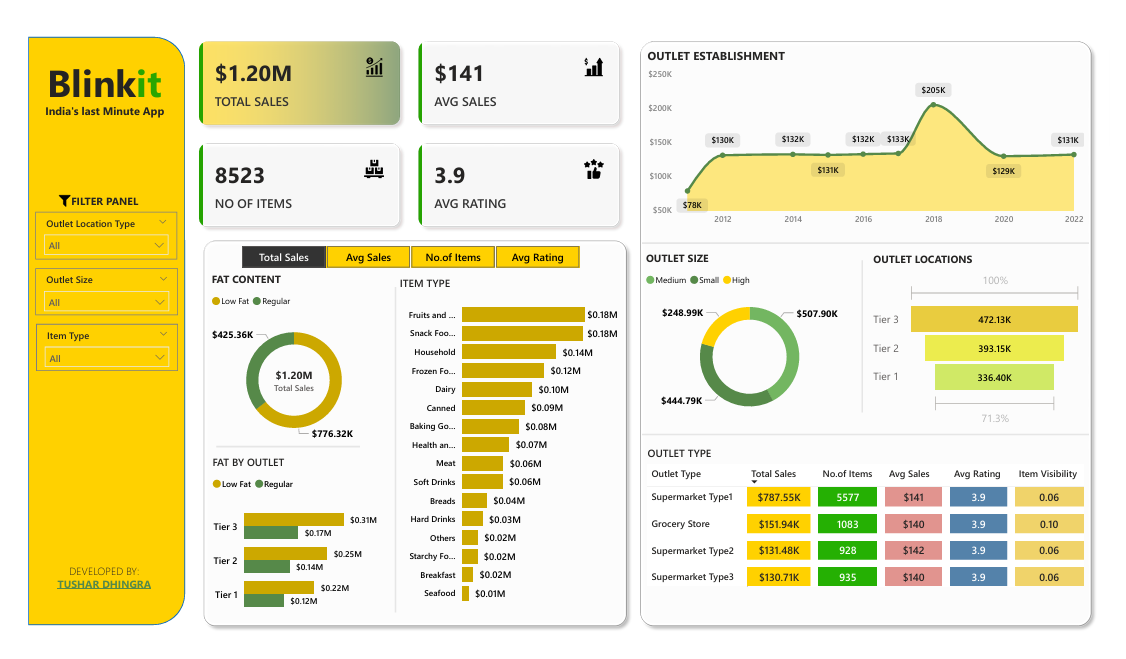 Blinkit
India's last Minute App
FILTER PANEL
Outlet Location Type
All
Outlet Size
All
Item Type
All
DEVELOPED BY:
TUSHAR DHINGRA
$1.20M
TOTAL SALES
$141
AVG SALES
8523
NO OF ITEMS
3.9
AVG RATING
Total Sales Avg Sales No.of Items Avg Rating
FAT CONTENT
Low Fat Regular
$425.36K
$1.20M
Total Sales
$776.32K
FAT BY OUTLET
Low Fat Regular
Tier 3 $0.31M
$0.17M
Tier 2 $0.25M
$0.14M
Tier 1 $0.22M
$0.12M
ITEM TYPE
Fruits and ... $0.18M
Snack Foo... $0.18M
Household $0.14M
Frozen Fo... $0.12M
Dairy $0.10M
Canned $0.09M
Baking Go... $0.08M
Health an... $0.07M
Meat $0.06M
Soft Drinks $0.06M
Breads $0.04M
Hard Drinks $0.03M
Others $0.02M
Starchy Fo... $0.02M
Breakfast $0.02M
Seafood $0.01M
OUTLET ESTABLISHMENT
$250K
$200K
$150K
$100K
$50K
$78K $130K $132K $131K $132K $133K $205K $129K $131K
2012 2014 2016 2018 2020 2022
OUTLET SIZE
Medium Small High
$248.99K
$507.90K
$444.79K
OUTLET LOCATIONS
100%
Tier 3 472.13K
Tier 2 393.15K
Tier 1 336.40K
71.3%
OUTLET TYPE
Outlet Type Total Sales No.of Items Avg Sales Avg Rating Item Visibility
Supermarket Type1 $787.55K 5577 $141 3.9 0.06
Grocery Store $151.94K 1083 $140 3.9 0.10
Supermarket Type2 $131.48K 928 $142 3.9 0.06
Supermarket Type3 $130.71K 935 $140 3.9 0.06